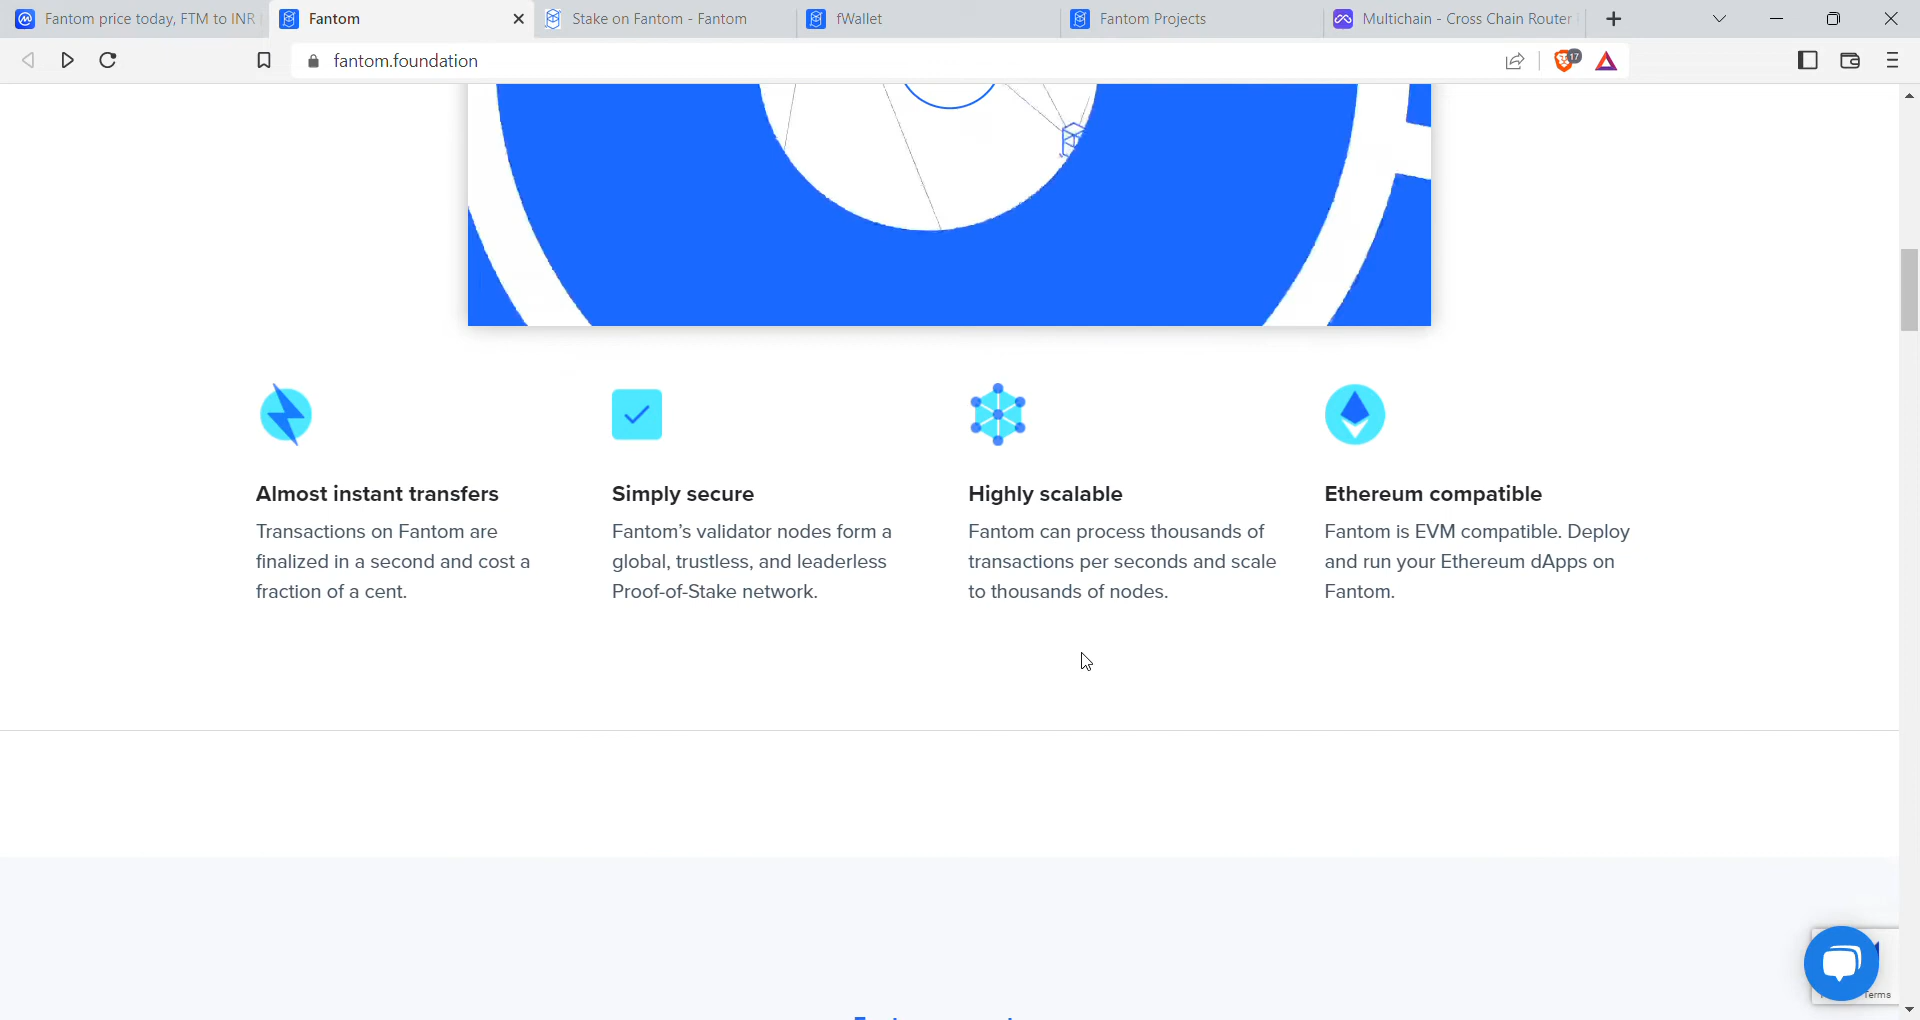 Fantom price today, FTM to INR
Fantom
Stake on Fantom - Fantom
fWallet
Fantom Projects
Multichain - Cross Chain Router
fantom.foundation
17
Almost instant transfers
Transactions on Fantom are
finalized in a second and cost a
fraction of a cent.
Simply secure
Fantom’s validator nodes form a
global, trustless, and leaderless
Proof-of-Stake network.
Highly scalable
Fantom can process thousands of
transactions per seconds and scale
to thousands of nodes.
Ethereum compatible
Fantom is EVM compatible. Deploy
and run your Ethereum dApps on
Fantom.
Terms